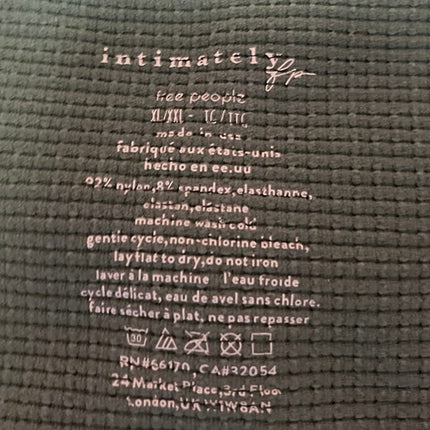 intimately
fp
free people
XL/XXL - TG/TTG
made in usa
fabriqué aux états-unis
hecho en ee.uu
92% nylon,8% spandex,elasthanne,
elastan,elastane
machine wash cold
gentle cycle,non-chlorine bleach,
lay flat to dry,do not iron
laver à la machine l'eau froide
cycle délicat, eau de avel sans chlore.
faire sécher à plat, ne pas repasser
30
RN#66170, CA#32054
24 Market Place,3rd Floor
London,UK W1W8AN